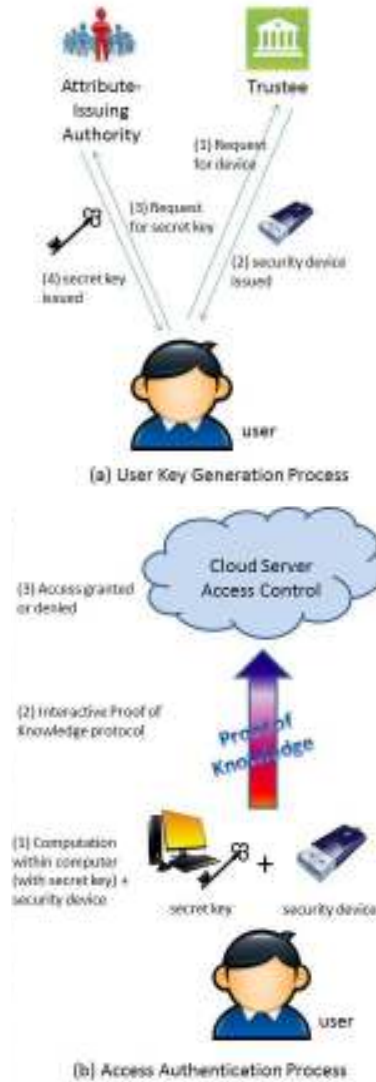 Attribute-
Issuing
Authority
Trustee
(1) Request
for device
(3) Request
for secret key
(4) secret key
issued
(2) security device
issued
user
(a) User Key Generation Process
Cloud Server
Access Control
(3) Access granted
or denied
(2) Interactive Proof of
Knowledge protocol
Proof of
Knowledge
(1) Computation
within computer
(with secret key) +
security device
+
secret key
security device
user
(b) Access Authentication Process